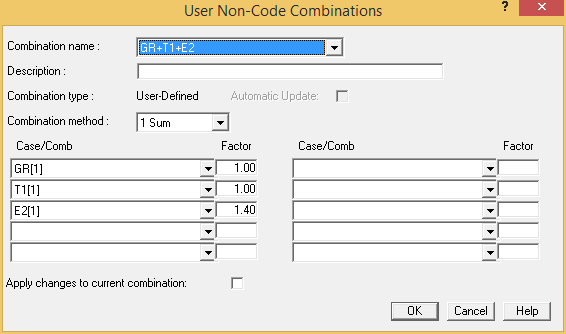 User Non-Code Combinations
?
Combination name : GR+T1+E2
Description :
Combination type : User-Defined Automatic Update:
Combination method : 1 Sum
Case/Comb Factor Case/Comb Factor
GR[1] 1.00
T1[1] 1.00
E2[1] 1.40
Apply changes to current combination:
OK Cancel Help